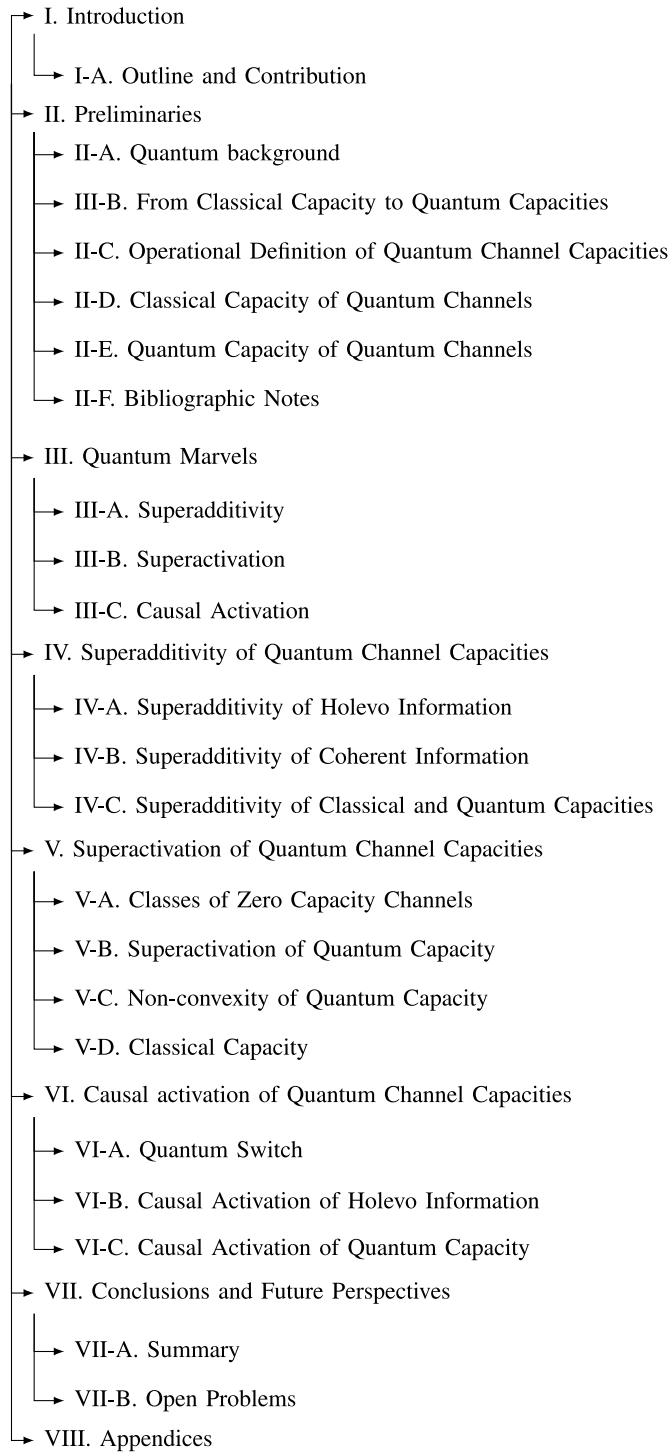 I. Introduction
I-A. Outline and Contribution
II. Preliminaries
II-A. Quantum background
III-B. From Classical Capacity to Quantum Capacities
II-C. Operational Definition of Quantum Channel Capacities
II-D. Classical Capacity of Quantum Channels
II-E. Quantum Capacity of Quantum Channels
II-F. Bibliographic Notes
III. Quantum Marvels
III-A. Superadditivity
III-B. Superactivation
III-C. Causal Activation
IV. Superadditivity of Quantum Channel Capacities
IV-A. Superadditivity of Holevo Information
IV-B. Superadditivity of Coherent Information
IV-C. Superadditivity of Classical and Quantum Capacities
V. Superactivation of Quantum Channel Capacities
V-A. Classes of Zero Capacity Channels
V-B. Superactivation of Quantum Capacity
V-C. Non-convexity of Quantum Capacity
V-D. Classical Capacity
VI. Causal activation of Quantum Channel Capacities
VI-A. Quantum Switch
VI-B. Causal Activation of Holevo Information
VI-C. Causal Activation of Quantum Capacity
VII. Conclusions and Future Perspectives
VII-A. Summary
VII-B. Open Problems
VIII. Appendices